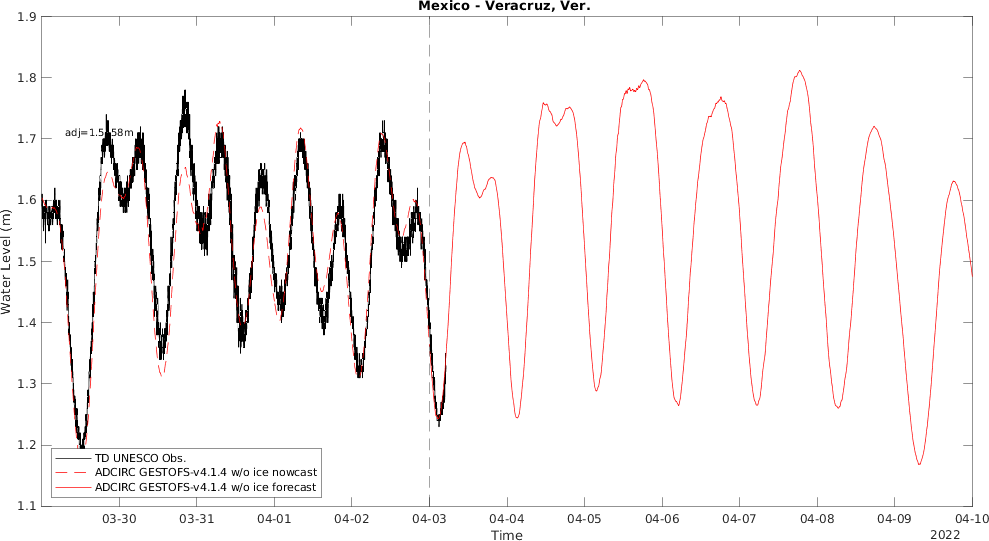 Mexico - Veracruz, Ver.
1.9
1.8
1.7
1.6
1.5
1.4
1.3
1.2
1.1
Water Level (m)
TD UNESCO Obs.
ADCIRC GESTOFS-v4.1.4 w/o ice nowcast
ADCIRC GESTOFS-v4.1.4 w/o ice forecast
03-30 03-31 04-01 04-02 04-03 04-04 04-05 04-06 04-07 04-08 04-09 04-10
Time
2022